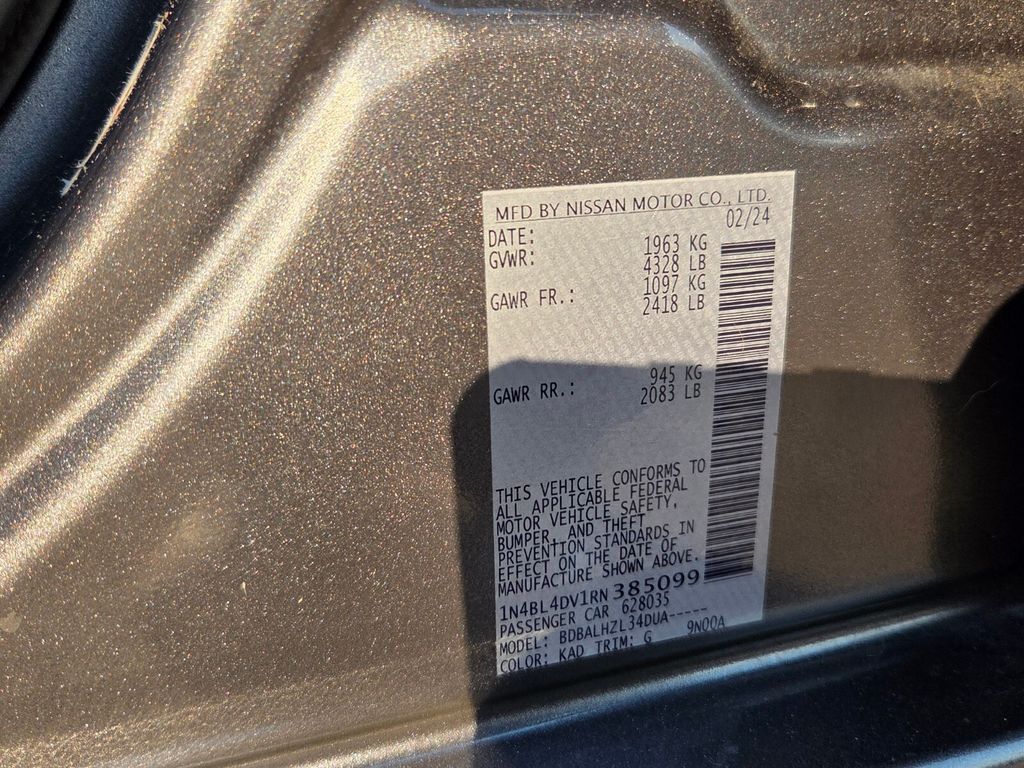 MFD BY NISSAN MOTOR CO., LTD.
DATE: 02/24
GVWR: 1963 KG
4328 LB
GAWR FR.: 1097 KG
2418 LB
GAWR RR.: 945 KG
2083 LB
THIS VEHICLE CONFORMS TO
ALL APPLICABLE FEDERAL
MOTOR VEHICLE SAFETY,
BUMPER, AND THEFT
PREVENTION STANDARDS IN
EFFECT ON THE DATE OF
MANUFACTURE SHOWN ABOVE.
1N4BL4DV1RN385099
PASSENGER CAR 628035
MODEL: BDBALHZL34DUA-----
COLOR: KAD TRIM: G 9N00A